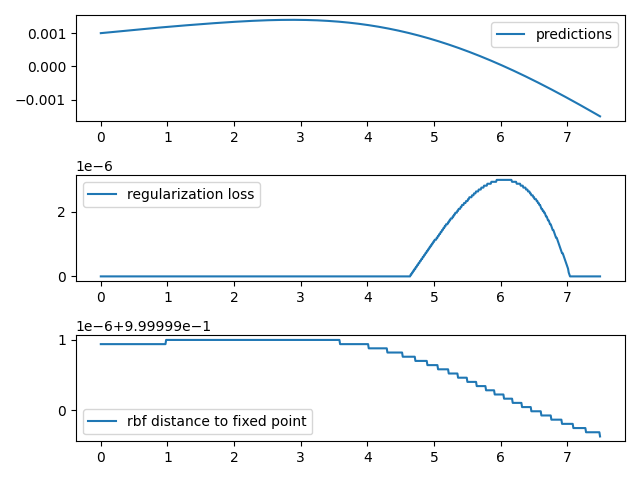 0.001
0.000
−0.001
predictions
0 1 2 3 4 5 6 7
1e−6
2
0
regularization loss
0 1 2 3 4 5 6 7
1e−6+9.99999e−1
1
0
rbf distance to fixed point
0 1 2 3 4 5 6 7